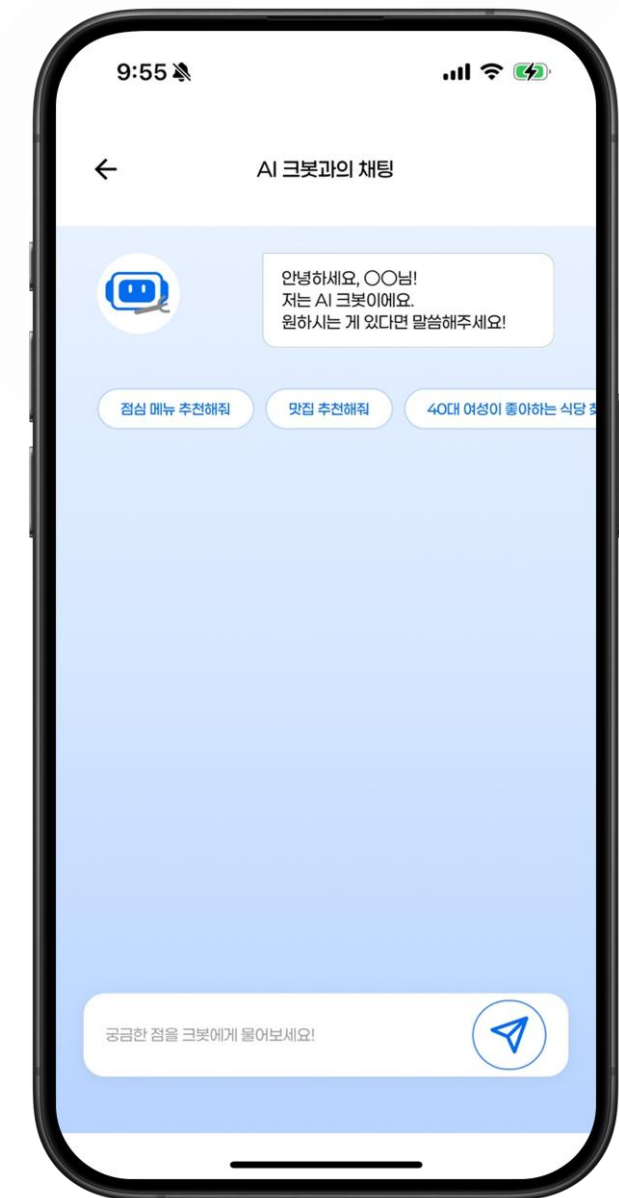 9:55
AI 크봇과의 채팅
안녕하세요, ○○님!
저는 AI 크봇이에요.
원하시는 게 있다면 말씀해주세요!
점심 메뉴 추천해줘
맛집 추천해줘
40대 여성이 좋아하는 식당
궁금한 점을 크봇에게 물어보세요!